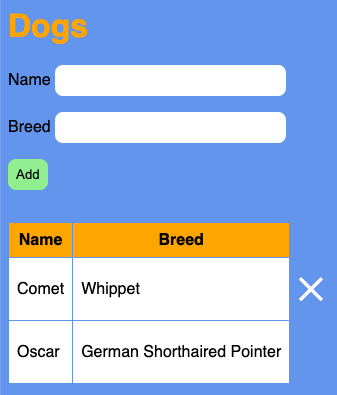 Dogs
Name
Breed
Add
Name Breed
Comet Whippet
Oscar German Shorthaired Pointer